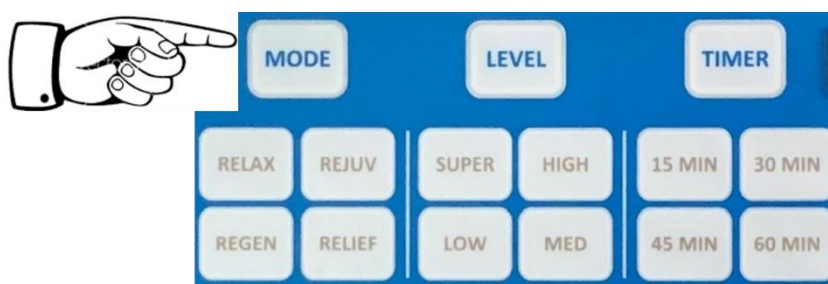 MODE LEVEL TIMER
RELAX REJUV SUPER HIGH 15 MIN 30 MIN
REGEN RELIEF LOW MED 45 MIN 60 MIN